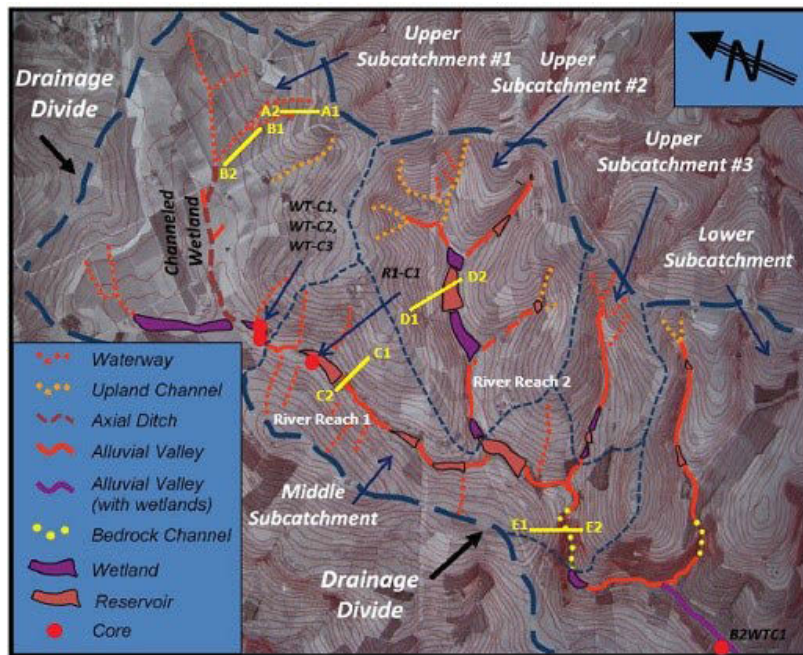 Upper
Subcatchment #1
Upper
Subcatchment #2
N
Drainage
Divide
A2
A1
B1
B2
Upper
Subcatchment #3
WT-C1,
WT-C2,
WT-C3
Channeled
Wetland
R1-C1
Lower
Subcatchment
D2
D1
C1
C2
River Reach 1
River Reach 2
Middle
Subcatchment
E1
E2
Drainage
Divide
B2WTC1
Waterway
Upland Channel
Axial Ditch
Alluvial Valley
Alluvial Valley
(with wetlands)
Bedrock Channel
Wetland
Reservoir
Core